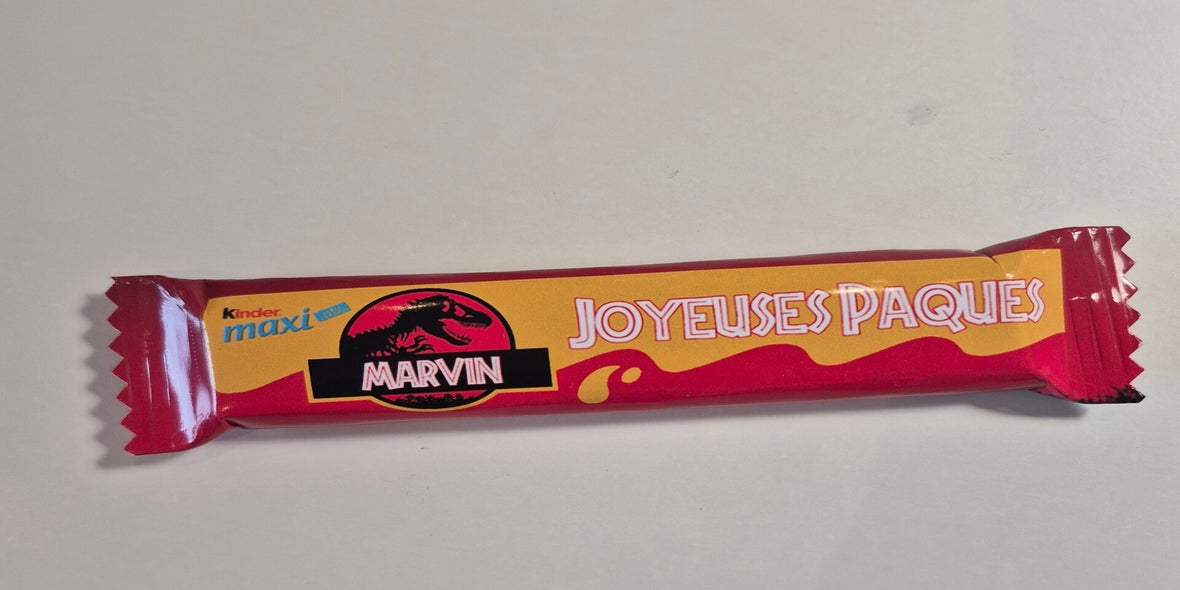 Kinder
maxi
MARVIN
JOYEUSES PAQUES